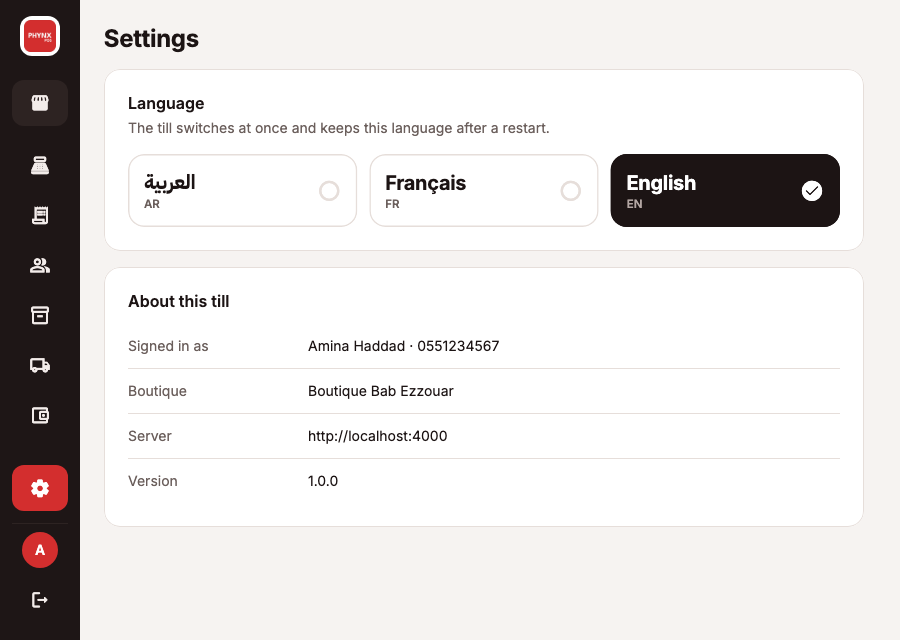 PHYNX
POS
Settings
Language
The till switches at once and keeps this language after a restart.
العربية
AR
Français
FR
English
EN
About this till
Signed in as
Amina Haddad · 0551234567
Boutique
Boutique Bab Ezzouar
Server
http://localhost:4000
Version
1.0.0
A